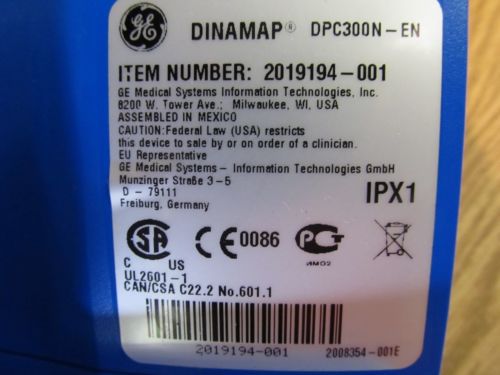 GE DINAMAP® DPC300N-EN
ITEM NUMBER: 2019194-001
GE Medical Systems Information Technologies, Inc.
8200 W. Tower Ave.; Milwaukee, WI, USA
ASSEMBLED IN MEXICO
CAUTION:Federal Law (USA) restricts
this device to sale by or on order of a clinician.
EU Representative
GE Medical Systems- Information Technologies GmbH
Munzinger Straße 3-5
D - 79111
Freiburg, Germany
IPX1
SA CE 0086 РСТ
ИМ02
C US
UL2601-1
CAN/CSA C22.2 No.601.1
2019194-001 2008354-001E